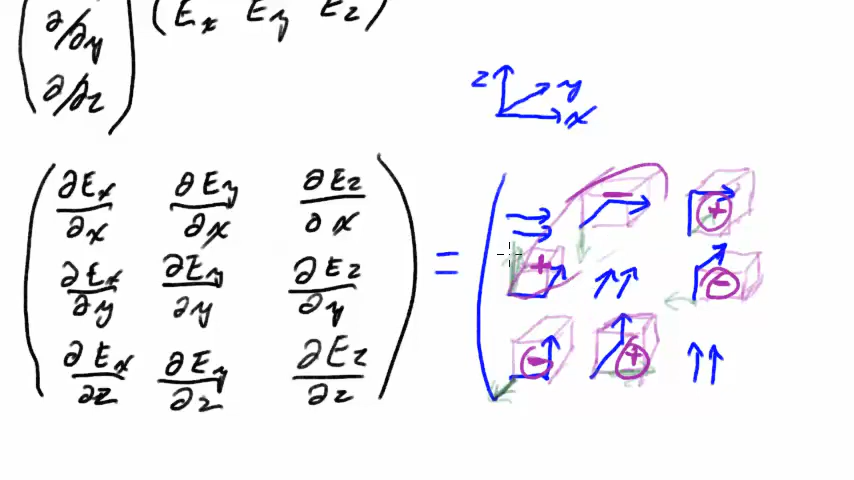 ∂/∂y (Ex Ey Ez)
∂/∂z
z y x
∂Ex/∂x ∂Ey/∂x ∂Ez/∂x
∂Ex/∂y ∂Ey/∂y ∂Ez/∂y
∂Ex/∂z ∂Ey/∂z ∂Ez/∂z
=
− +
+ −
− +